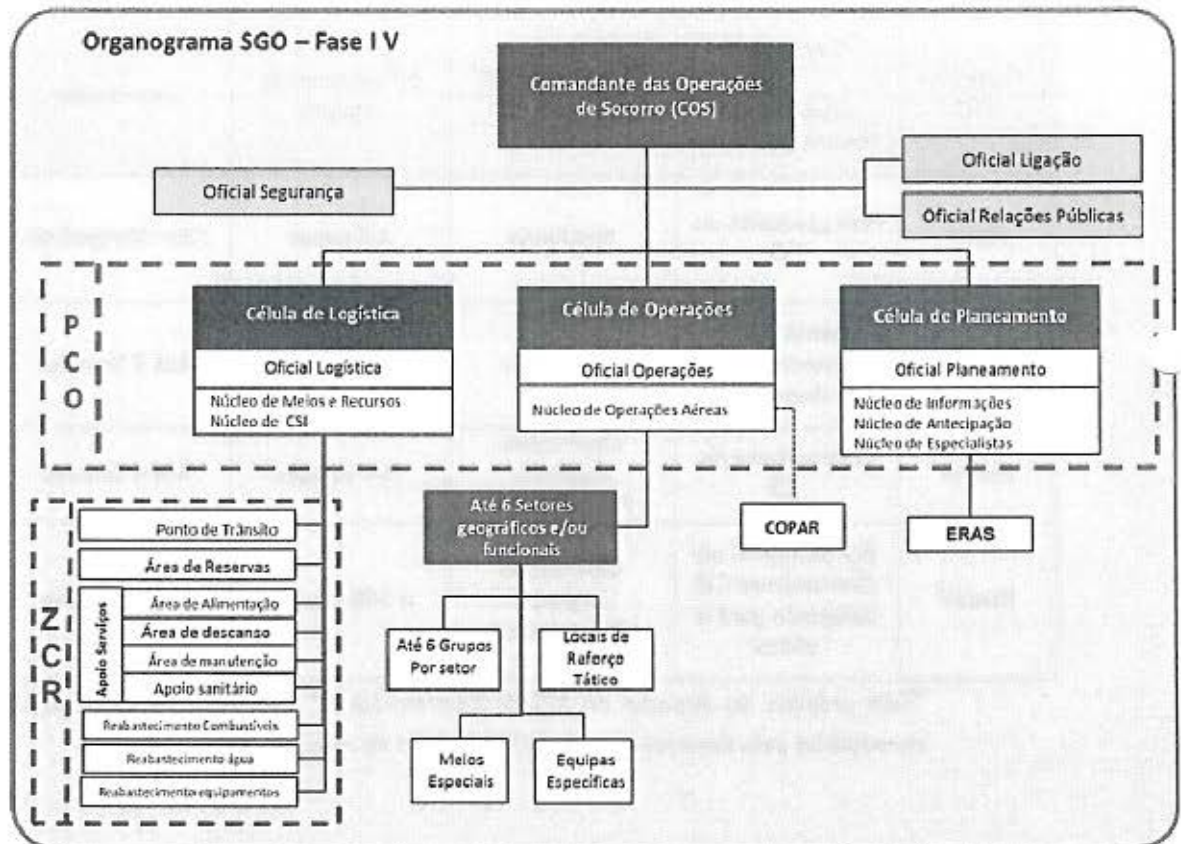 Organograma SGO – Fase I V
Comandante das Operações
de Socorro (COS)
Oficial Segurança
Oficial Ligação
Oficial Relações Públicas
P
C
O
Célula de Logística
Oficial Logística
Núcleo de Meios e Recursos
Núcleo de CSI
Célula de Operações
Oficial Operações
Núcleo de Operações Aéreas
Célula de Planeamento
Oficial Planeamento
Núcleo de Informações
Núcleo de Antecipação
Núcleo de Especialistas
Z
C
R
Ponto de Trânsito
Área de Reservas
Apoio Serviços
Área de Alimentação
Área de descanso
Área de manutenção
Apoio sanitário
Reabastecimento Combustíveis
Reabastecimento água
Reabastecimento equipamentos
Até 6 Setores
geográficos e/ou
funcionais
COPAR
ERAS
Até 6 Grupos
Por setor
Locais de
Reforço
Tático
Meios
Especiais
Equipas
Específicas